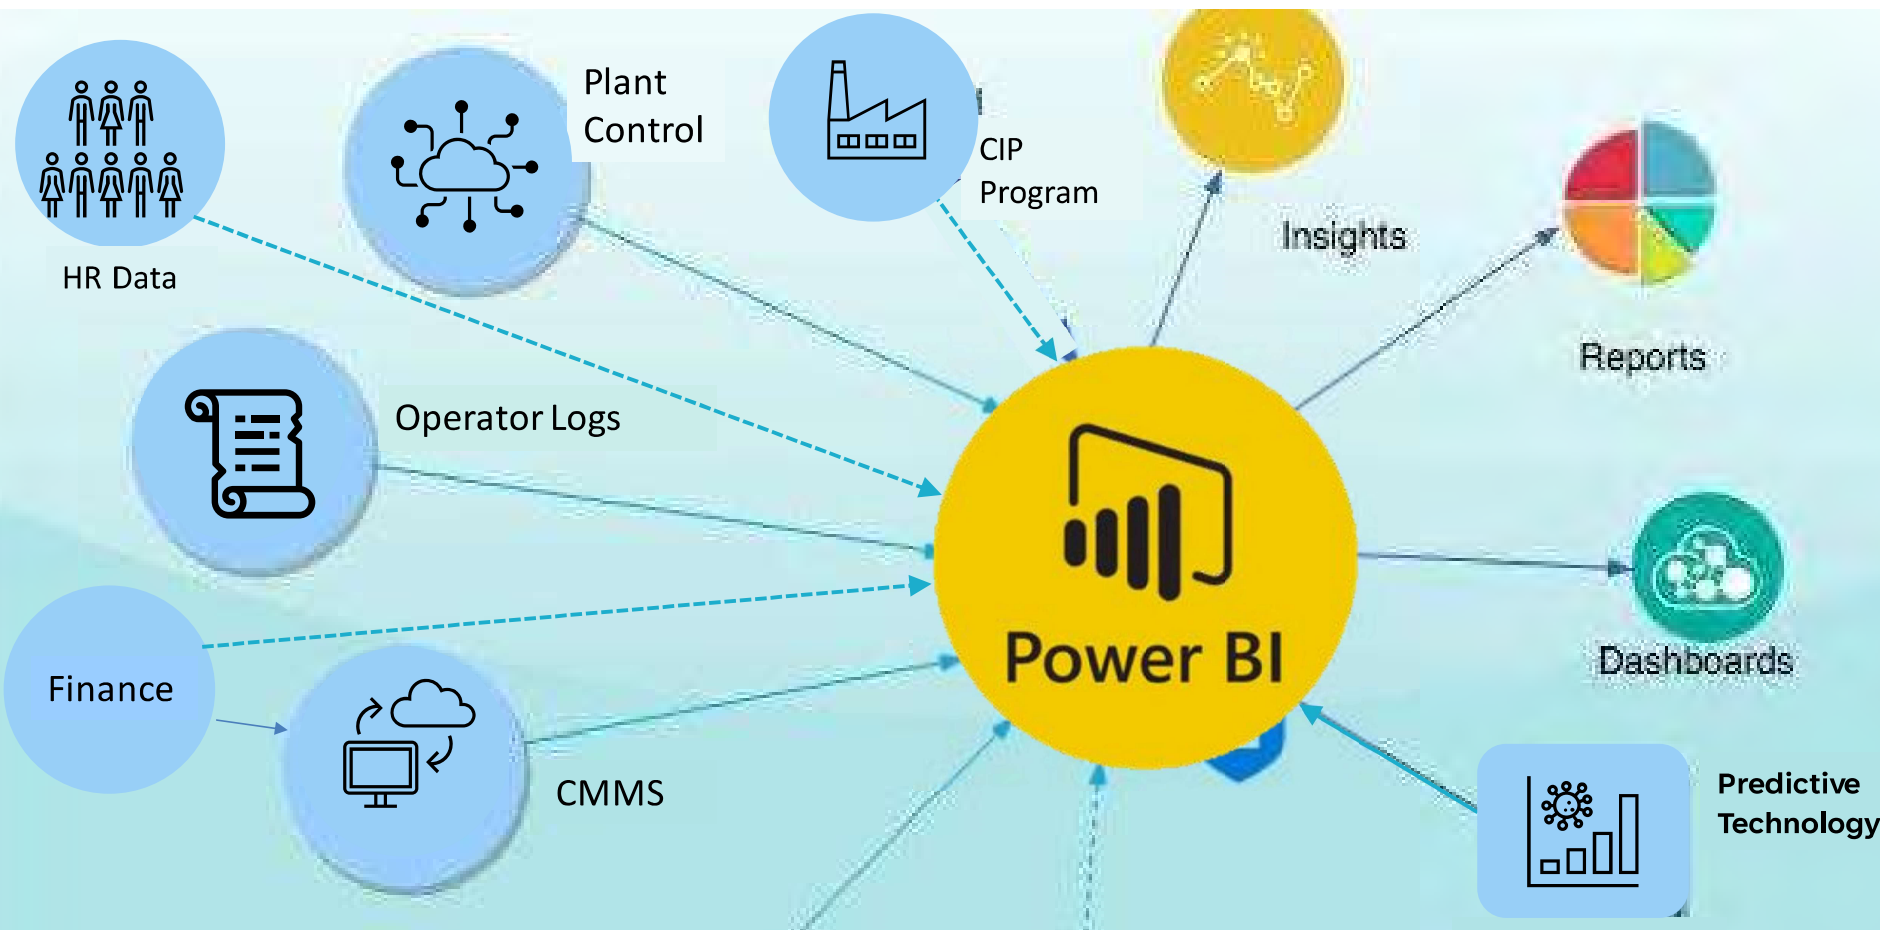 Plant
Control
CIP
Program
Insights
HR Data
Reports
Operator Logs
Power BI
Dashboards
Finance
CMMS
Predictive
Technology